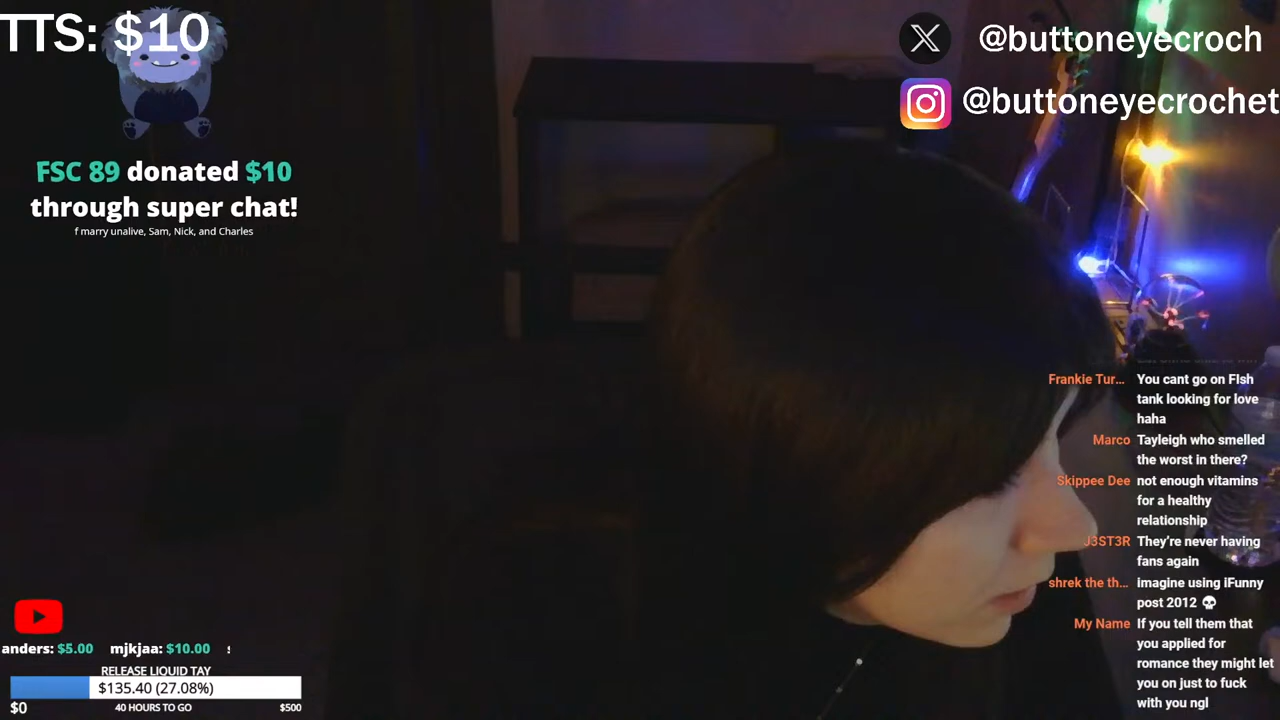 TTS: $10
FSC 89 donated $10
through super chat!
f marry unalive, Sam, Nick, and Charles
@buttoneyecroch
@buttoneyecrochet
Frankie Tur... You cant go on FIsh
tank looking for love
haha
Marco Tayleigh who smelled
the worst in there?
Skippee Dee not enough vitamins
for a healthy
relationship
J3ST3R They’re never having
fans again
shrek the th... imagine using iFunny
post 2012 💀
My Name If you tell them that
you applied for
romance they might let
you on just to fuck
with you ngl
anders: $5.00 mjkjaa: $10.00
RELEASE LIQUID TAY
$135.40 (27.08%)
$0 40 HOURS TO GO $500